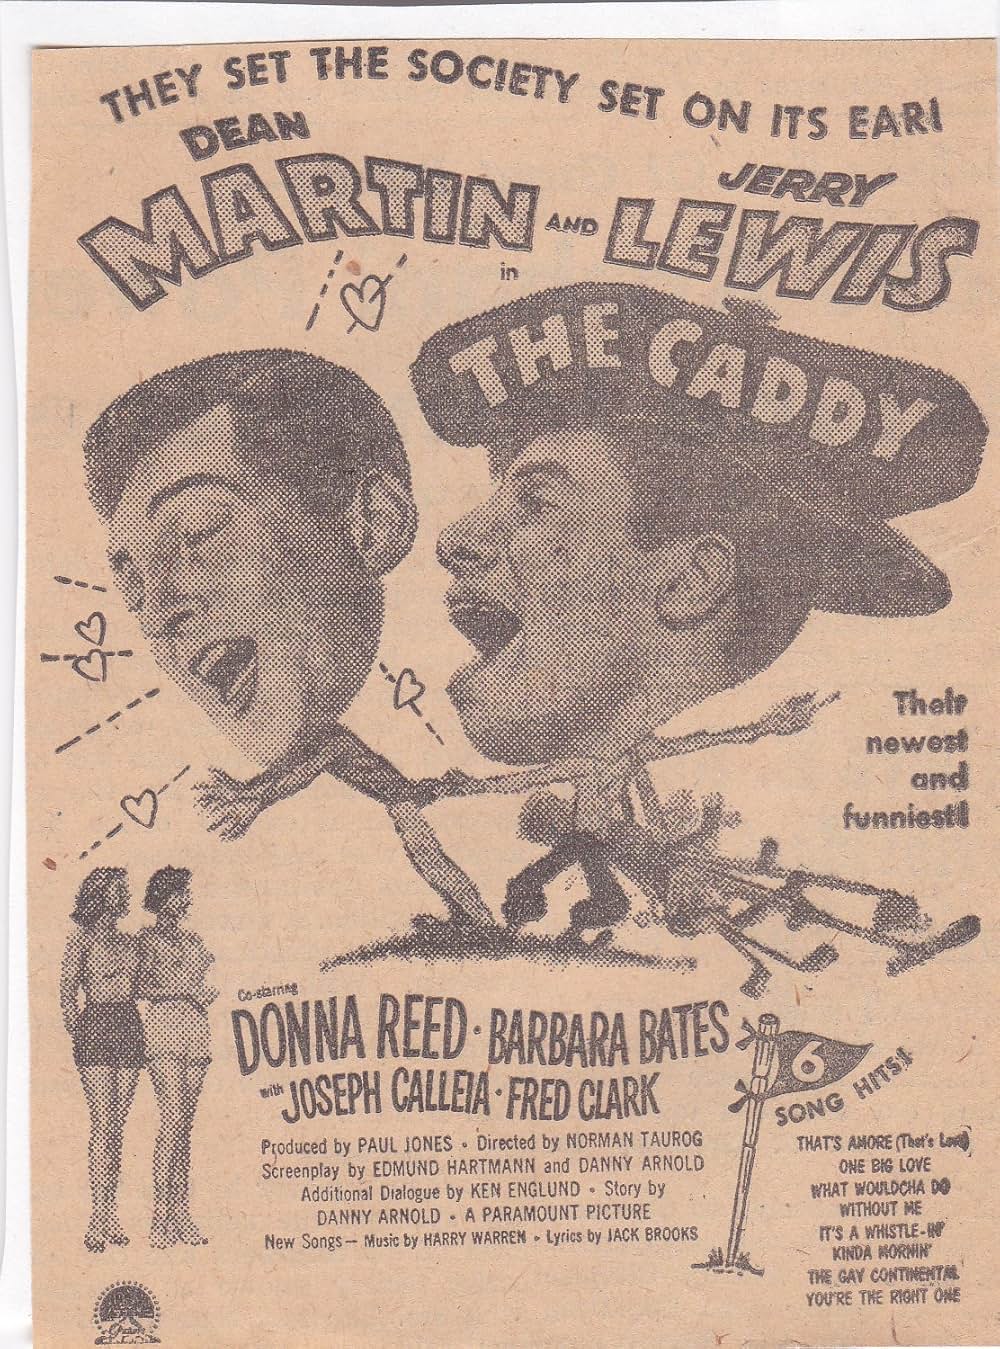 THEY SET THE SOCIETY SET ON ITS EAR!
DEAN
MARTIN AND JERRY
LEWIS
in
THE CADDY
Their
newest
and
funniest!
Co-starring
DONNA REED · BARBARA BATES
with JOSEPH CALLEIA · FRED CLARK
Produced by PAUL JONES · Directed by NORMAN TAUROG
Screenplay by EDMUND HARTMANN and DANNY ARNOLD
Additional Dialogue by KEN ENGLUND · Story by
DANNY ARNOLD · A PARAMOUNT PICTURE
New Songs — Music by HARRY WARREN · Lyrics by JACK BROOKS
6
SONG HITS!
THAT'S AMORE (That's Love)
ONE BIG LOVE
WHAT WOULDCHA DO
WITHOUT ME
IT'S A WHISTLE-IN'
KINDA MORNIN'
THE GAY CONTINENTAL
YOU'RE THE RIGHT ONE